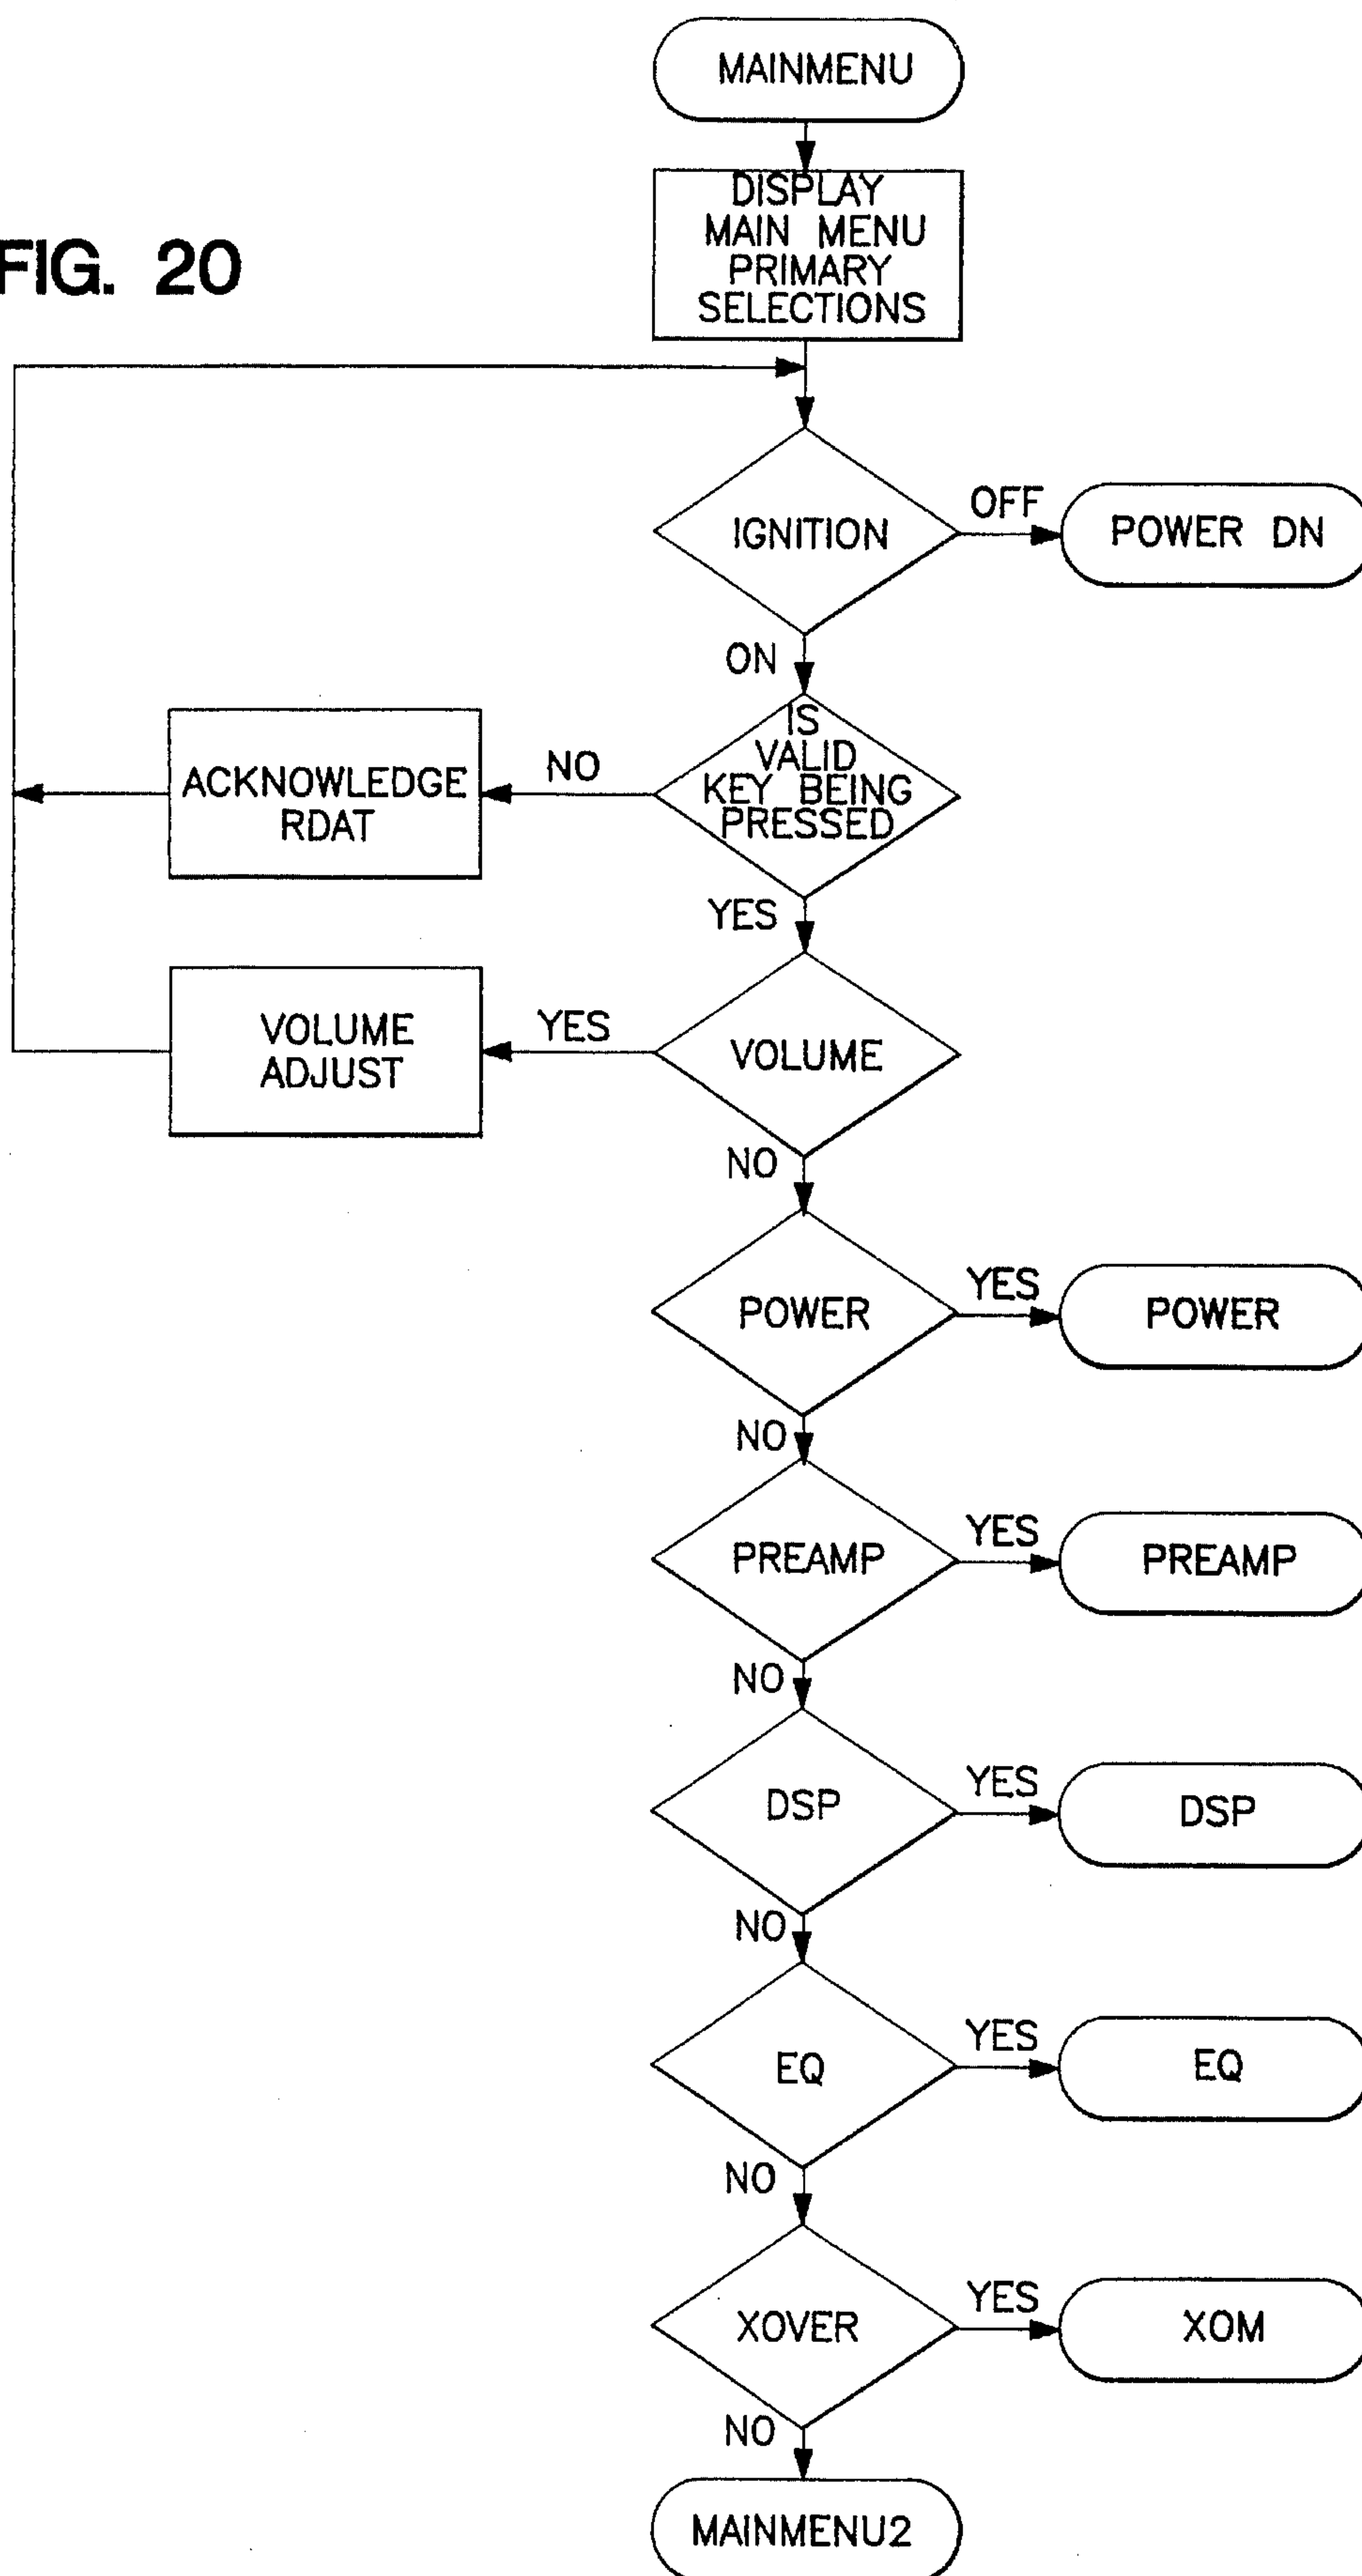 MAINMENU
DISPLAY
MAIN MENU
PRIMARY
SELECTIONS
FIG. 20
IGNITION
OFF
POWER DN
ON
IS
VALID
KEY BEING
PRESSED
NO
ACKNOWLEDGE
RDAT
YES
VOLUME
YES
VOLUME
ADJUST
NO
POWER
YES
POWER
NO
PREAMP
YES
PREAMP
NO
DSP
YES
DSP
NO
EQ
YES
EQ
NO
XOVER
YES
XOM
NO
MAINMENU2